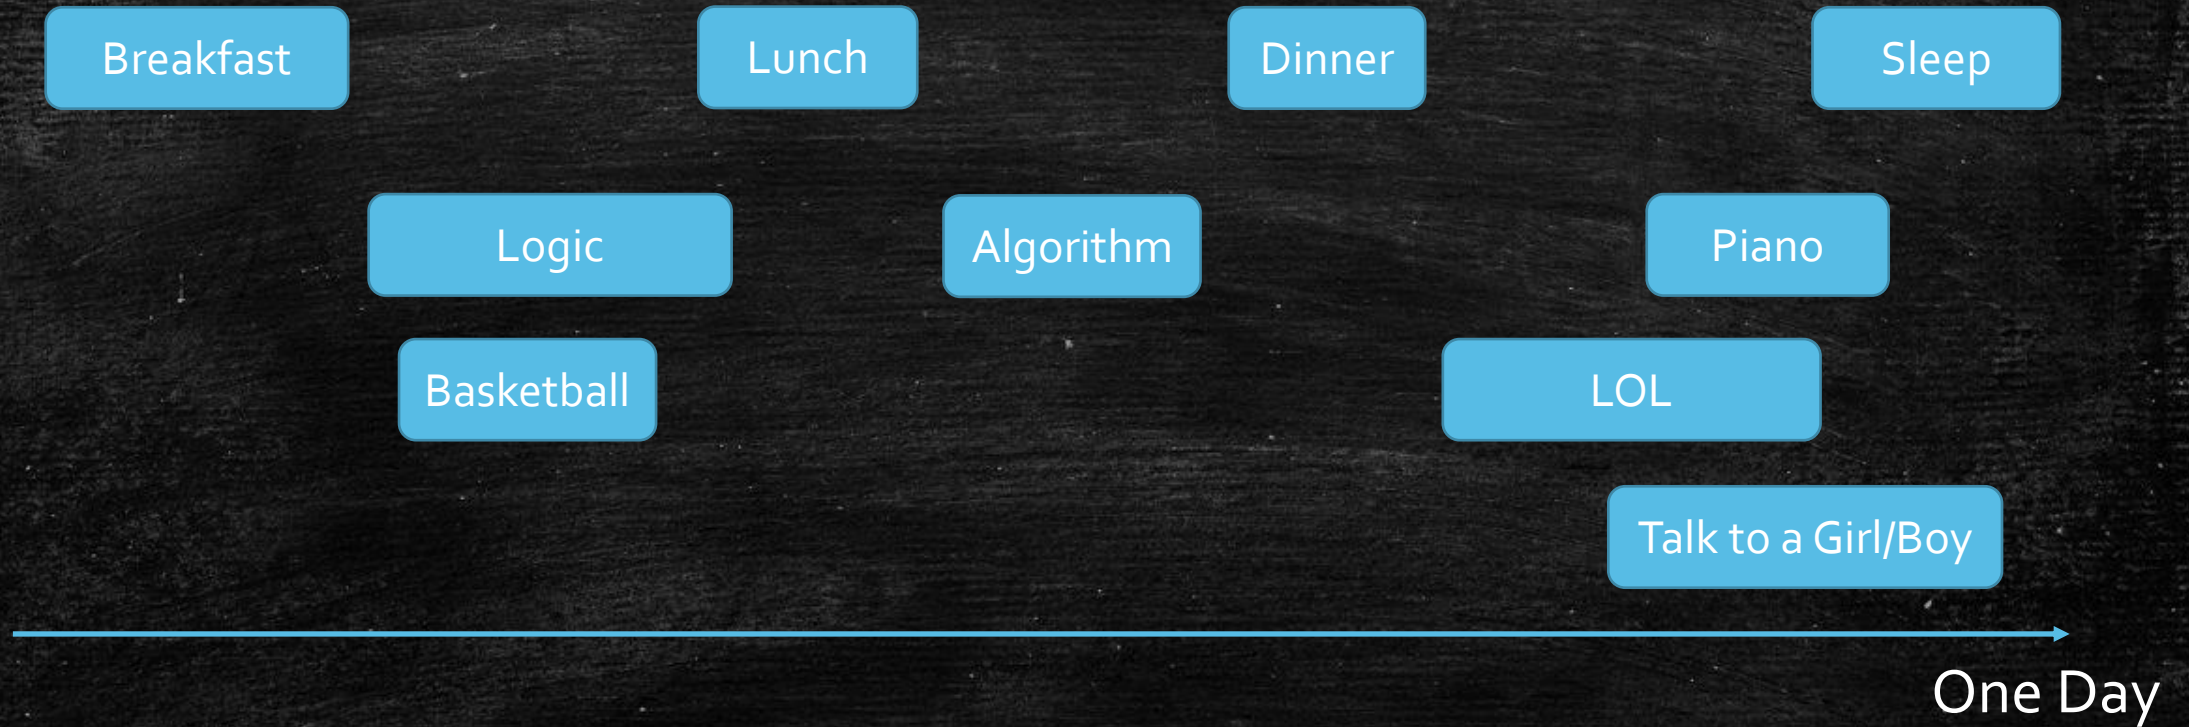 Breakfast
Lunch
Dinner
Sleep
Logic
Algorithm
Piano
Basketball
LOL
Talk to a Girl/Boy
One Day